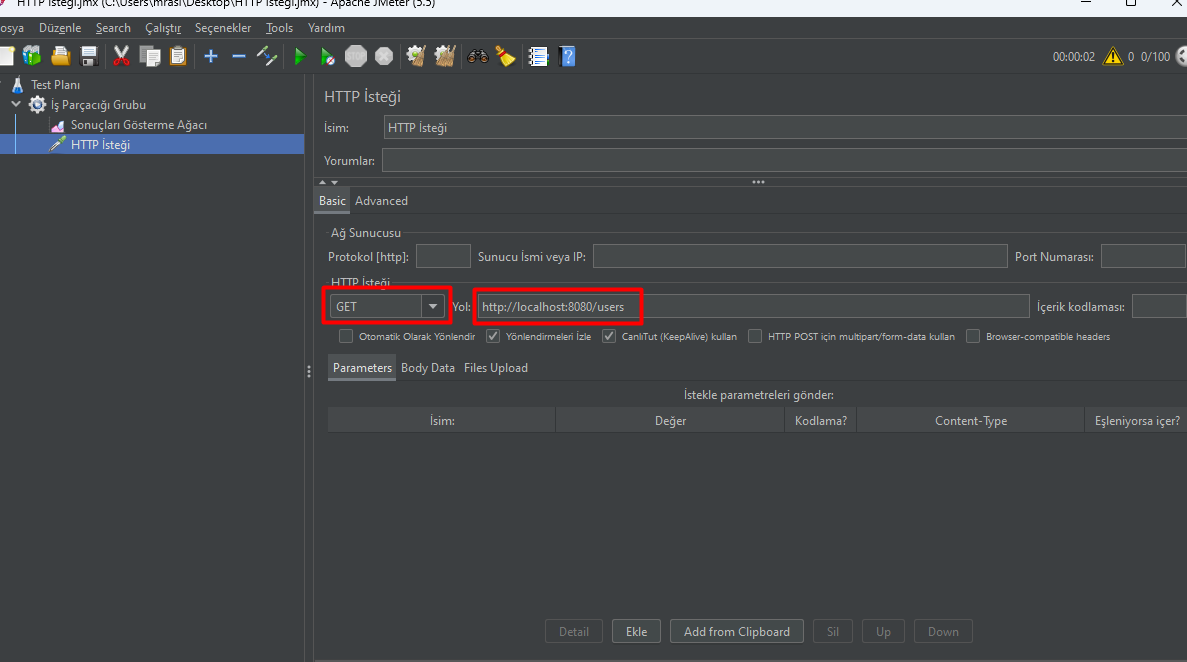 HTTP İsteği.jmx (C:\Users\mrasi\Desktop\HTTP İsteği.jmx) - Apache JMeter (5.5)
osya Düzenle Search Çalıştır Seçenekler Tools Yardım
00:00:02 0 0/100
Test Planı
İş Parçacığı Grubu
Sonuçları Gösterme Ağacı
HTTP İsteği
HTTP İsteği
İsim: HTTP İsteği
Yorumlar:
Basic Advanced
Ağ Sunucusu
Protokol [http]: Sunucu İsmi veya IP: Port Numarası:
HTTP İsteği
GET Yol: http://localhost:8080/users İçerik kodlaması:
Otomatik Olarak Yönlendir Yönlendirmeleri İzle CanlıTut (KeepAlive) kullan HTTP POST için multipart/form-data kullan Browser-compatible headers
Parameters Body Data Files Upload
İstekle parametreleri gönder:
İsim: Değer Kodlama? Content-Type Eşleniyorsa içer?
Detail Ekle Add from Clipboard Sil Up Down